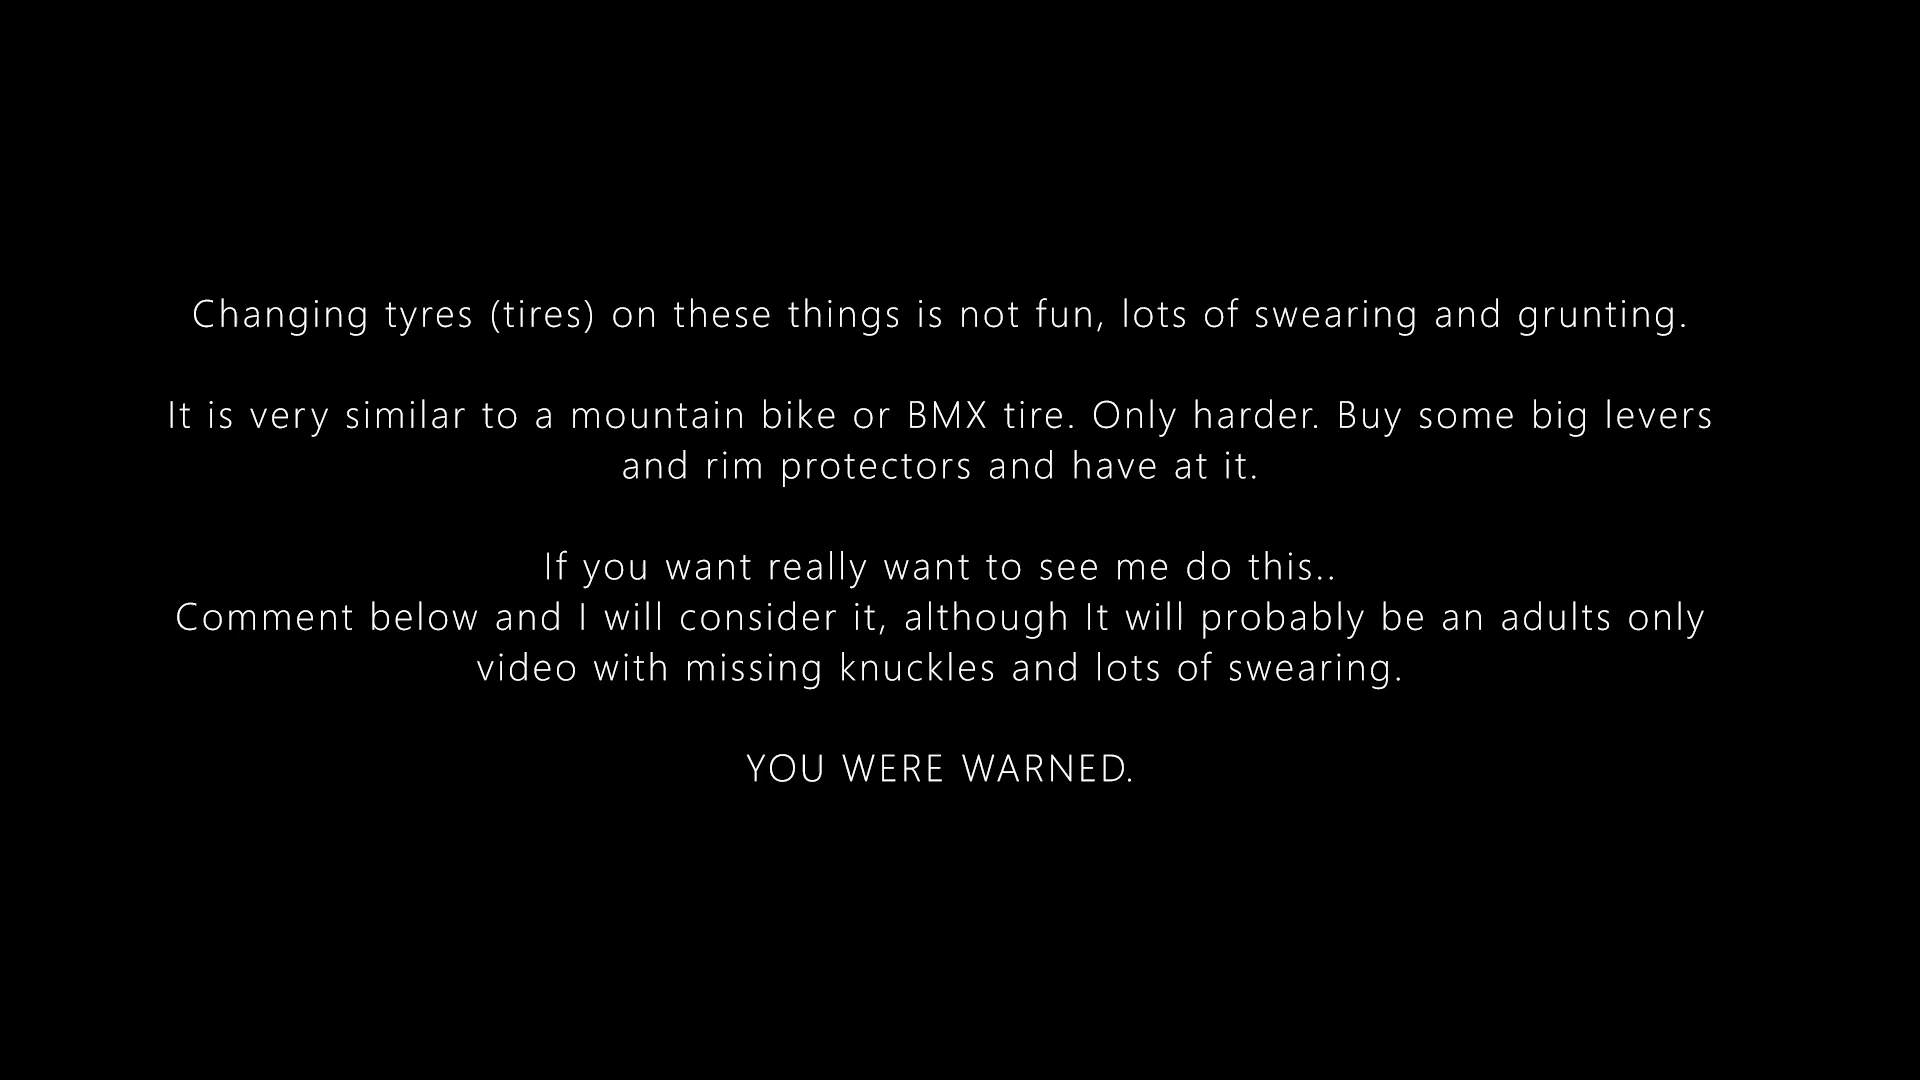 Changing tyres (tires) on these things is not fun, lots of swearing and grunting.
It is very similar to a mountain bike or BMX tire. Only harder. Buy some big levers
and rim protectors and have at it.
If you want really want to see me do this..
Comment below and I will consider it, although It will probably be an adults only
video with missing knuckles and lots of swearing.
YOU WERE WARNED.